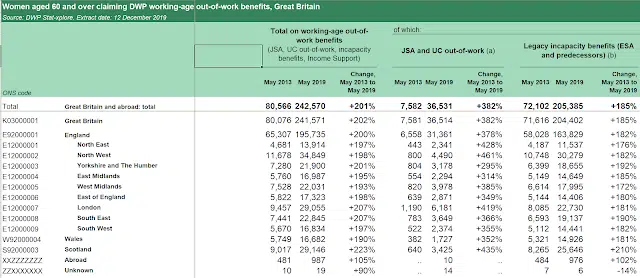 Women aged 60 and over claiming DWP working-age out-of-work benefits, Great Britain
Source: DWP Stat-xplore. Extract date: 12 December 2019
of which:
Total on working-age out-of-work benefits (JSA, UC out-of-work, incapacity benefits, Income Support) JSA and UC out-of-work (a) Legacy incapacity benefits (ESA and predecessors) (b)
ONS code May 2013 May 2019 Change, May 2013 to May 2019 May 2013 May 2019 Change, May 2013 to May 2019 May 2013 May 2019 Change, May 2013 to May 2019
Total Great Britain and abroad: total 80,566 242,570 +201% 7,582 36,531 +382% 72,102 205,385 +185%
K03000001 Great Britain 80,076 241,571 +202% 7,582 36,514 +382% 71,616 204,402 +185%
E92000001 England 65,307 195,735 +200% 6,558 31,361 +378% 58,028 163,829 +182%
E12000001 North East 4,681 13,914 +197% 443 2,341 +428% 4,187 11,537 +176%
E12000002 North West 11,678 34,849 +198% 800 4,490 +461% 10,748 30,279 +182%
E12000003 Yorkshire and The Humber 7,280 21,900 +201% 804 3,178 +295% 6,399 18,655 +192%
E12000004 East Midlands 5,760 16,987 +195% 554 2,294 +314% 5,149 14,649 +185%
E12000005 West Midlands 7,528 22,031 +193% 820 3,978 +385% 6,614 17,995 +172%
E12000006 East of England 5,822 17,323 +198% 639 2,871 +349% 5,144 14,406 +180%
E12000007 London 9,457 29,055 +207% 1,190 6,181 +419% 8,085 22,730 +181%
E12000008 South East 7,441 22,845 +207% 783 3,649 +366% 6,593 19,137 +190%
E12000009 South West 5,670 16,834 +197% 522 2,374 +355% 5,112 14,441 +182%
W92000004 Wales 5,749 16,682 +190% 382 1,727 +352% 5,321 14,926 +181%
S92000003 Scotland 9,017 29,146 +223% 640 3,425 +435% 8,265 25,646 +210%
XXZZZZZZZ Abroad 481 987 +105% .. 10 .. 484 976 +102%
ZZXXXXXXX Unknown 10 19 +90% .. 14 .. 7 6 -14%